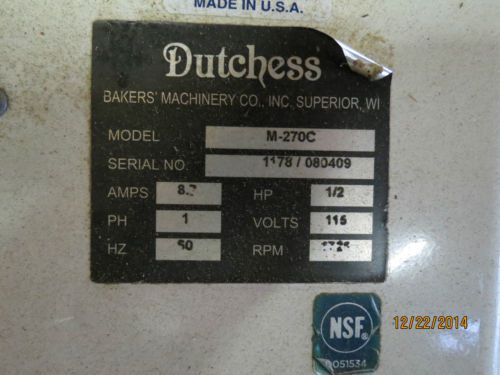 MADE IN U.S.A.
Dutchess
BAKERS' MACHINERY CO., INC. SUPERIOR, WI
MODEL M-270C
SERIAL NO. 1178 / 080409
AMPS HP 1/2
PH 1 VOLTS 115
HZ 60 RPM
NSF®
0051534
12/22/2014